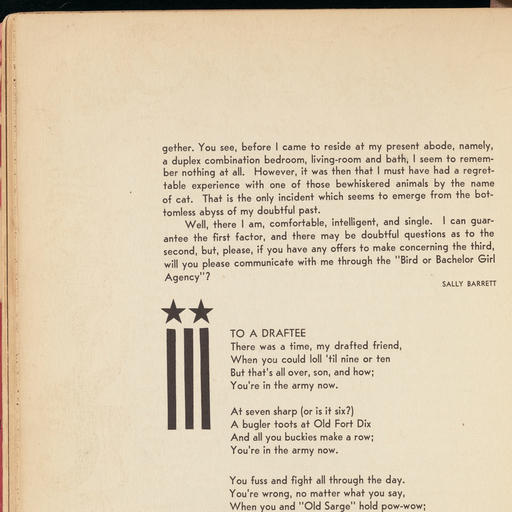 gether. You see, before I came to reside at my present abode, namely,
a duplex combination bedroom, living-room and bath, I seem to remem-
ber nothing at all. However, it was then that I must have had a regret-
table experience with one of those bewhiskered animals by the name
of cat. That is the only incident which seems to emerge from the bot-
tomless abyss of my doubtful past.
Well, there I am, comfortable, intelligent, and single. I can guar-
antee the first factor, and there may be doubtful questions as to the
second, but, please, if you have any offers to make concerning the third,
will you please communicate with me through the "Bird or Bachelor Girl
Agency"?
SALLY BARRETT
TO A DRAFTEE
There was a time, my drafted friend,
When you could loll 'til nine or ten
But that's all over, son, and how;
You're in the army now.
At seven sharp (or is it six?)
A bugler toots at Old Fort Dix
And all you buckies make a row;
You're in the army now.
You fuss and fight all through the day.
You're wrong, no matter what you say,
When you and "Old Sarge" hold pow-wow;